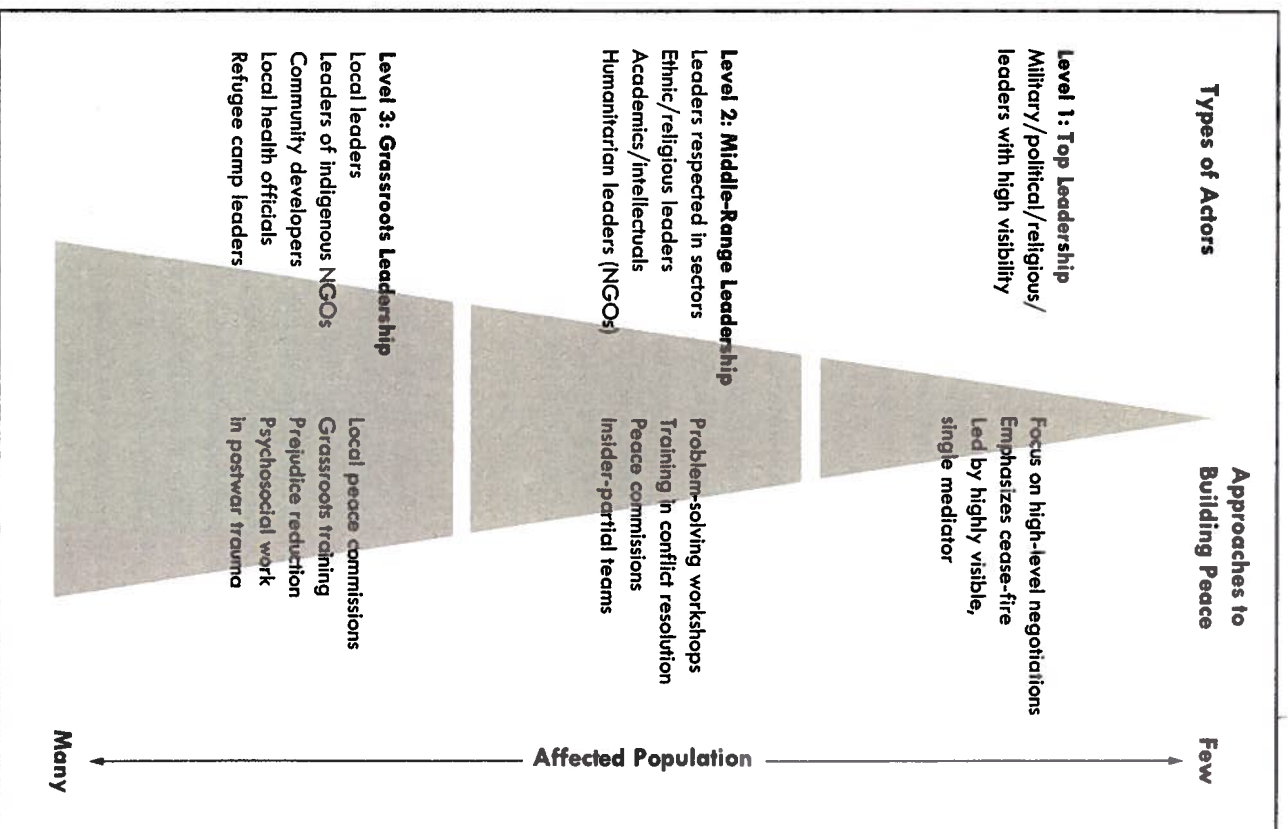 Types of Actors
Approaches to
Building Peace
Level 1: Top Leadership
Military/political/religious/
leaders with high visibility
Focus on high-level negotiations
Emphasizes cease-fire
Led by highly visible,
single mediator
Level 2: Middle-Range Leadership
Leaders respected in sectors
Ethnic/religious leaders
Academics/intellectuals
Humanitarian leaders (NGOs)
Problem-solving workshops
Training in conflict resolution
Peace commissions
Insider-partial teams
Level 3: Grassroots Leadership
Local leaders
Leaders of indigenous NGOs
Community developers
Local health officials
Refugee camp leaders
Local peace commissions
Grassroots training
Prejudice reduction
Psychosocial work
in postwar trauma
Few
Affected Population
Many